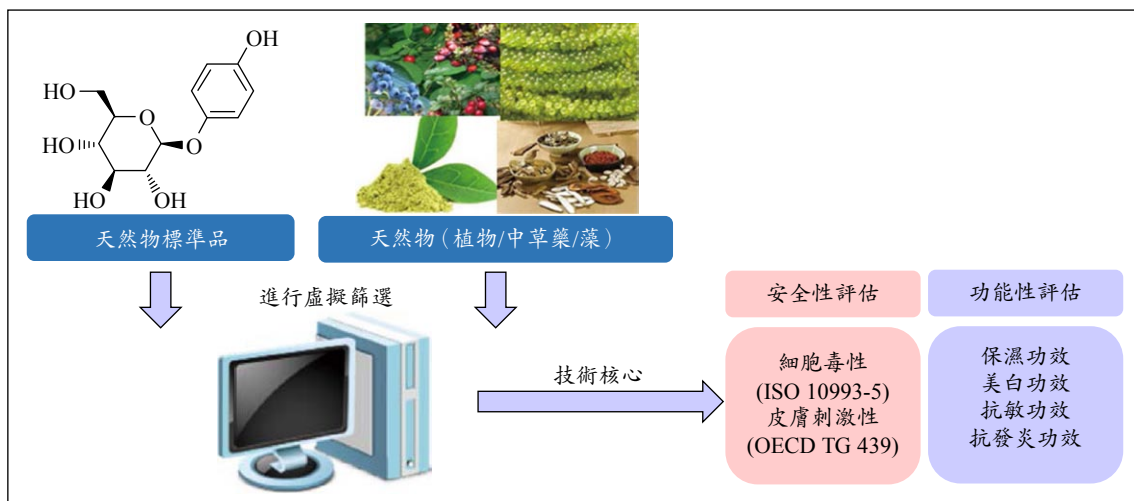 OH
HO
O
HO
O
HO
HO
OH
天然物標準品
天然物（植物/中草藥/藻）
進行虛擬篩選
技術核心
安全性評估
功能性評估
細胞毒性
(ISO 10993-5)
皮膚刺激性
(OECD TG 439)
保濕功效
美白功效
抗敏功效
抗發炎功效